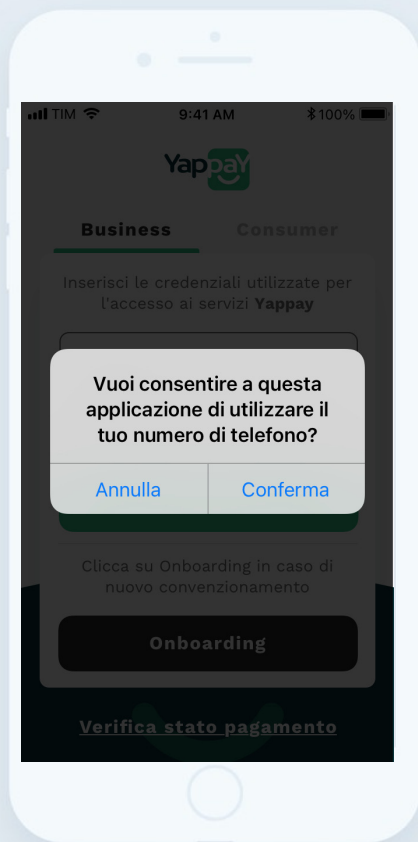 TIM 9:41 AM 100%
YappaY
Business Consumer
Inserisci le credenziali utilizzate per
l'accesso ai servizi Yappay
Vuoi consentire a questa
applicazione di utilizzare il
tuo numero di telefono?
Annulla Conferma
Clicca su Onboarding in caso di
nuovo convenzionamento
Onboarding
Verifica stato pagamento